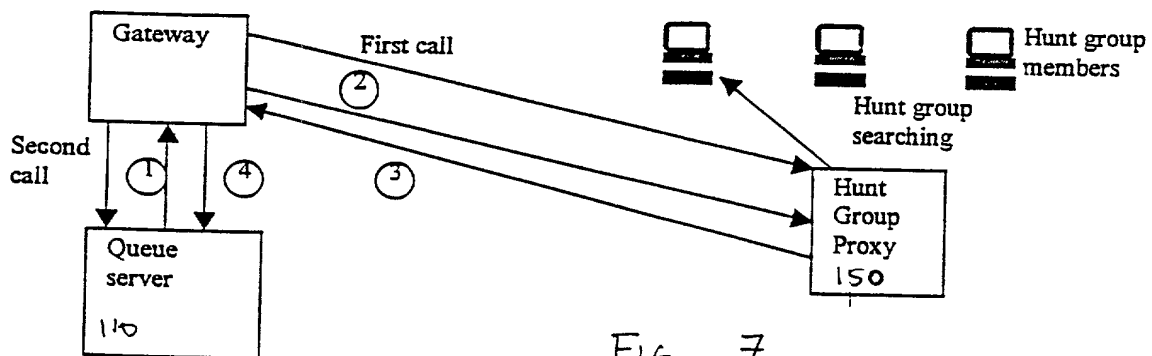 Gateway
First call
2
Hunt group
members
Hunt group
searching
Second
call
1
4
3
Hunt
Group
Proxy
150
Queue
server
110
FIG 7